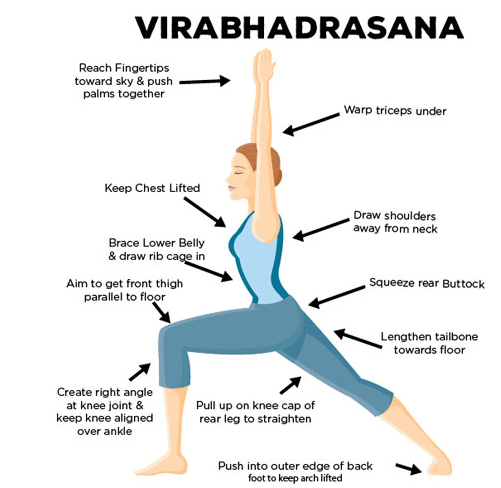 VIRABHADRASANA
Reach Fingertips
toward sky & push
palms together
Warp triceps under
Keep Chest Lifted
Draw shoulders
away from neck
Brace Lower Belly
& draw rib cage in
Aim to get front thigh
parallel to floor
Squeeze rear Buttock
Lengthen tailbone
towards floor
Create right angle
at knee joint &
keep knee aligned
over ankle
Pull up on knee cap of
rear leg to straighten
Push into outer edge of back
foot to keep arch lifted